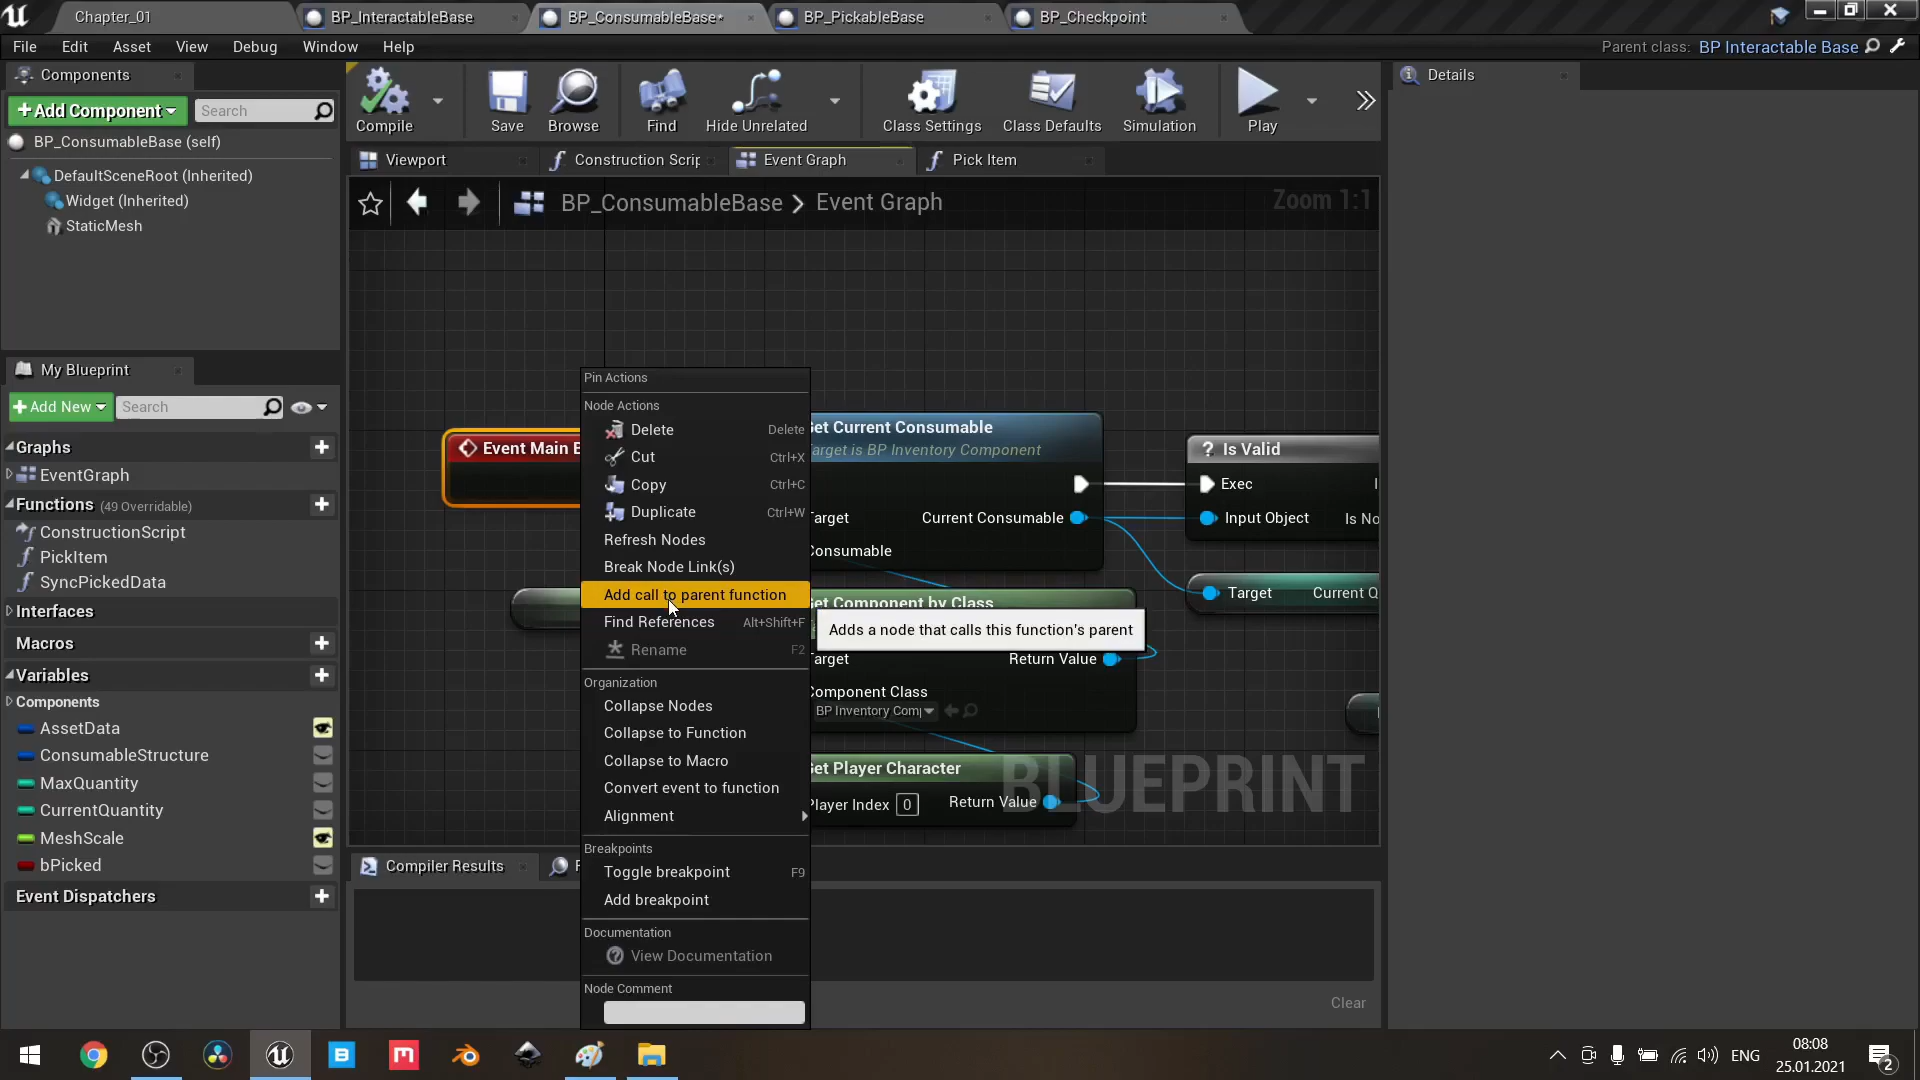 Chapter_01
BP_InteractableBase
BP_ConsumableBase*
BP_PickableBase
BP_Checkpoint
File Edit Asset View Debug Window Help
Parent class: BP Interactable Base
Components
Details
+Add Component
Search
Compile
Save
Browse
Find
Hide Unrelated
Class Settings
Class Defaults
Simulation
Play
BP_ConsumableBase (self)
DefaultSceneRoot (Inherited)
Widget (Inherited)
StaticMesh
Viewport
Construction Scrip
Event Graph
Pick Item
BP_ConsumableBase > Event Graph
Zoom 1:1
My Blueprint
+Add New
Search
Graphs
EventGraph
Functions (49 Overridable)
ConstructionScript
PickItem
SyncPickedData
Interfaces
Macros
Variables
Components
AssetData
ConsumableStructure
MaxQuantity
CurrentQuantity
MeshScale
bPicked
Event Dispatchers
Event Main E
Pin Actions
Node Actions
Delete Delete
Cut Ctrl+X
Copy Ctrl+C
Duplicate Ctrl+W
Refresh Nodes
Break Node Link(s)
Add call to parent function
Find References Alt+Shift+F
Rename F2
Organization
Collapse Nodes
Collapse to Function
Collapse to Macro
Convert event to function
Alignment
Breakpoints
Toggle breakpoint F9
Add breakpoint
Documentation
View Documentation
Node Comment
Adds a node that calls this function's parent
et Current Consumable
arget is BP Inventory Component
arget
Current Consumable
Consumable
? Is Valid
Exec
Input Object
Is No
Target
Current Q
et Component by Class
arget
Return Value
Component Class
BP Inventory Comp
et Player Character
Player Index 0
Return Value
BLUEPRINT
Compiler Results
Clear
ENG
08:08
25.01.2021
2